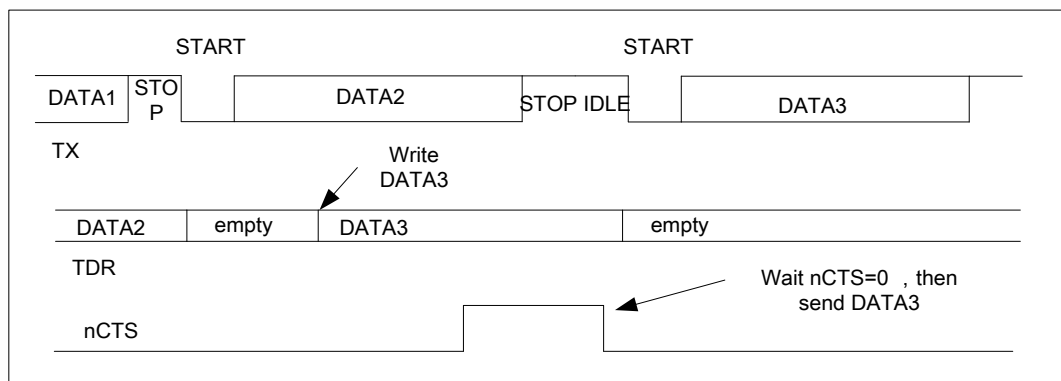 START START
DATA1 STO
P DATA2 STOP IDLE DATA3
TX
Write
DATA3
DATA2 empty DATA3 empty
TDR
Wait nCTS=0 , then
send DATA3
nCTS